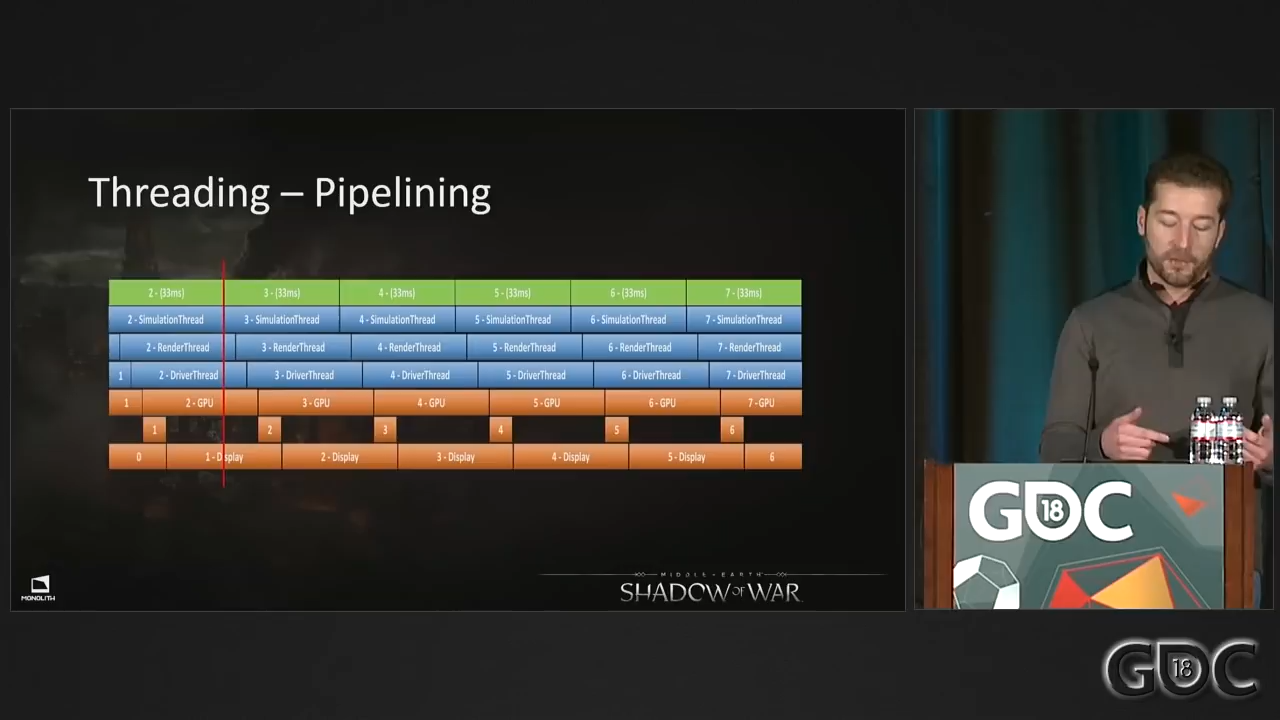 Threading – Pipelining
2 - (33ms) 3 - (33ms) 4 - (33ms) 5 - (33ms) 6 - (33ms) 7 - (33ms)
2 - SimulationThread 3 - SimulationThread 4 - SimulationThread 5 - SimulationThread 6 - SimulationThread 7 - SimulationThread
2 - RenderThread 3 - RenderThread 4 - RenderThread 5 - RenderThread 6 - RenderThread 7 - RenderThread
1 2 - DriverThread 3 - DriverThread 4 - DriverThread 5 - DriverThread 6 - DriverThread 7 - DriverThread
1 2 - GPU 3 - GPU 4 - GPU 5 - GPU 6 - GPU 7 - GPU
1 2 3 4 5 6
0 1 - Display 2 - Display 3 - Display 4 - Display 5 - Display 6
MONOLITH
MIDDLE-EARTH
SHADOW OF WAR
GDC 18
GDC 18